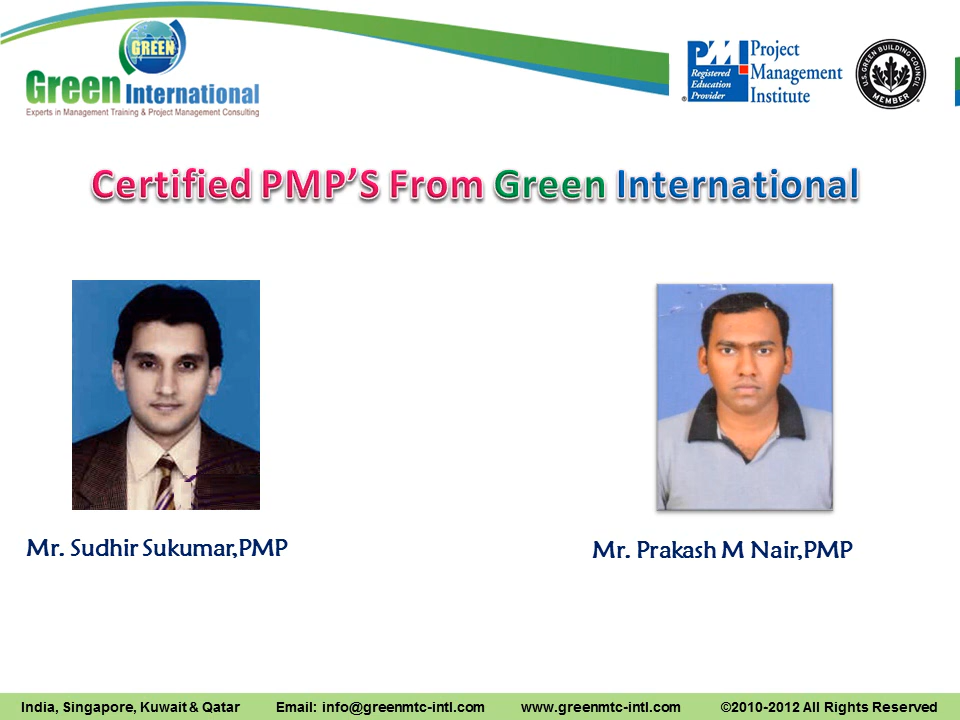 GREEN
Green International
Experts in Management Training & Project Management Consulting
PMI
Registered
Education
Provider
®
Project
Management
Institute
U.S. GREEN BUILDING COUNCIL
MEMBER
Certified PMP’S From Green International
Mr. Sudhir Sukumar,PMP
Mr. Prakash M Nair,PMP
India, Singapore, Kuwait & Qatar Email: info@greenmtc-intl.com www.greenmtc-intl.com ©2010-2012 All Rights Reserved